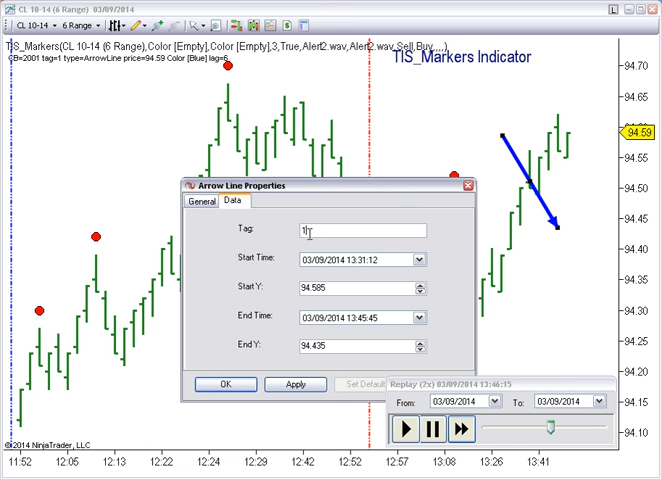 CL 10-14 (6 Range) 03/09/2014
CL 10-14 6 Range
TIS_Markers(CL 10-14 (6 Range),Color [Empty],Color [Empty],3,True,Alert2.wav,Alert2.wav,Sell,Buy,,,,)
CB=2001 tag=1 type=ArrowLine price=94.59 Color [Blue] lag=6
TIS_Markers Indicator
94.70
94.65
94.59
94.55
94.50
94.45
94.40
94.35
94.30
94.25
94.20
94.15
94.10
Arrow Line Properties
General Data
Tag: 1
Start Time: 03/09/2014 13:31:12
Start Y: 94.585
End Time: 03/09/2014 13:45:45
End Y: 94.435
OK Apply Set Default
Replay (2x) 03/09/2014 13:46:15
From: 03/09/2014 To: 03/09/2014
© 2014 NinjaTrader, LLC
11:52 12:05 12:13 12:22 12:27 12:42 12:52 12:57 13:08 13:26 13:41